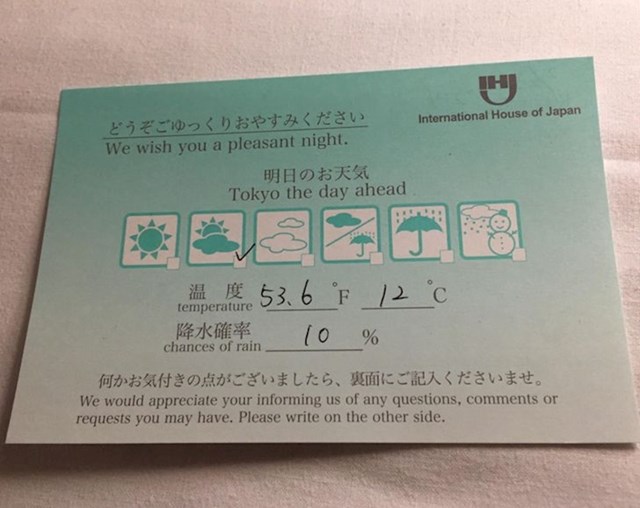 IHJ
International House of Japan
どうぞごゆっくりおやすみください
We wish you a pleasant night.
明日のお天気
Tokyo the day ahead
温度 53.6 °F 12 °C
temperature
降水確率 10 %
chances of rain
何かお気付きの点がございましたら、裏面にご記入くださいませ。
We would appreciate your informing us of any questions, comments or
requests you may have. Please write on the other side.